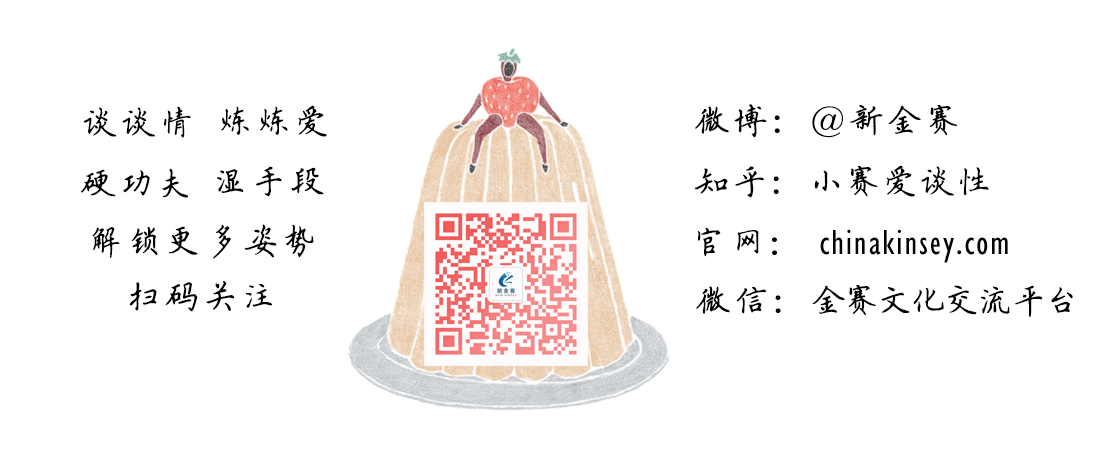 谈谈情 炼炼爱
硬功夫 湿手段
解锁更多姿势
扫码关注
新金赛
NEW KINSEY
微博：@新金赛
知乎：小赛爱谈性
官网：chinakinsey.com
微信：金赛文化交流平台